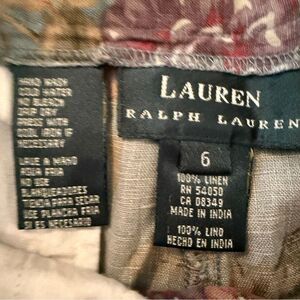 HAND WASH
COLD WATER
NO BLEACH
DRIP DRY
PRESS WITH
COOL IRON IF
NECESSARY
LAVE A MANO
AGUA FRIA
NO USE
BLANQUEADORES
TIENDA PARA SECAR
USE PLANCHA FRIA
SI ES NECESARIO
LAUREN
RALPH LAUREN
6
100% LINEN
RN 54050
CA 08349
MADE IN INDIA
100% LINO
HECHO EN INDIA